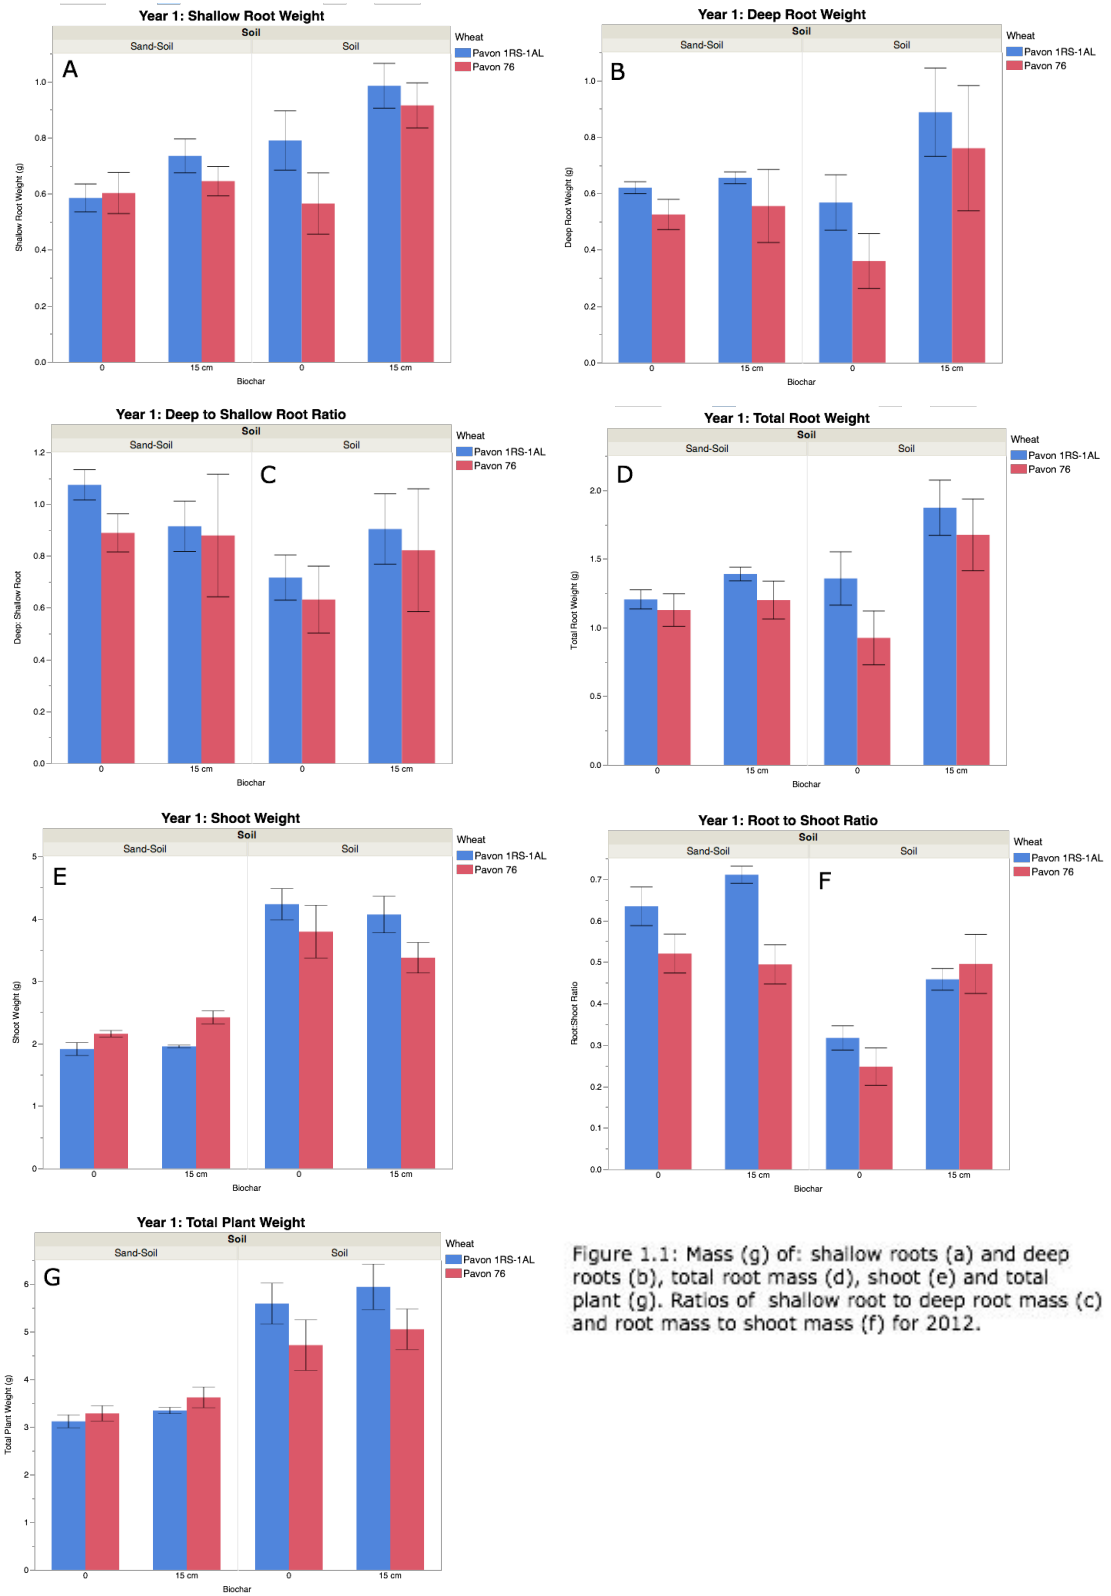 Year 1: Shallow Root Weight
Soil
Sand-Soil Soil
Wheat
Pavon 1RS-1AL
Pavon 76
A
Shallow Root Weight (g)
1.0
0.8
0.6
0.4
0.2
0.0
0 15 cm 0 15 cm
Biochar
Year 1: Deep Root Weight
Soil
Sand-Soil Soil
Wheat
Pavon 1RS-1AL
Pavon 76
B
Deep Root Weight (g)
1.0
0.8
0.6
0.4
0.2
0.0
0 15 cm 0 15 cm
Biochar
Year 1: Deep to Shallow Root Ratio
Soil
Sand-Soil Soil
Wheat
Pavon 1RS-1AL
Pavon 76
C
Deep: Shallow Root
1.2
1.0
0.8
0.6
0.4
0.2
0.0
0 15 cm 0 15 cm
Biochar
Year 1: Total Root Weight
Soil
Sand-Soil Soil
Wheat
Pavon 1RS-1AL
Pavon 76
D
Total Root Weight (g)
2.0
1.5
1.0
0.5
0.0
0 15 cm 0 15 cm
Biochar
Year 1: Shoot Weight
Soil
Sand-Soil Soil
Wheat
Pavon 1RS-1AL
Pavon 76
E
Shoot Weight (g)
5
4
3
2
1
0
0 15 cm 0 15 cm
Biochar
Year 1: Root to Shoot Ratio
Soil
Sand-Soil Soil
Wheat
Pavon 1RS-1AL
Pavon 76
F
Root:Shoot Ratio
0.7
0.6
0.5
0.4
0.3
0.2
0.1
0.0
0 15 cm 0 15 cm
Biochar
Year 1: Total Plant Weight
Soil
Sand-Soil Soil
Wheat
Pavon 1RS-1AL
Pavon 76
G
Total Plant Weight (g)
6
5
4
3
2
1
0
0 15 cm 0 15 cm
Biochar
Figure 1.1: Mass (g) of: shallow roots (a) and deep
roots (b), total root mass (d), shoot (e) and total
plant (g). Ratios of shallow root to deep root mass (c)
and root mass to shoot mass (f) for 2012.